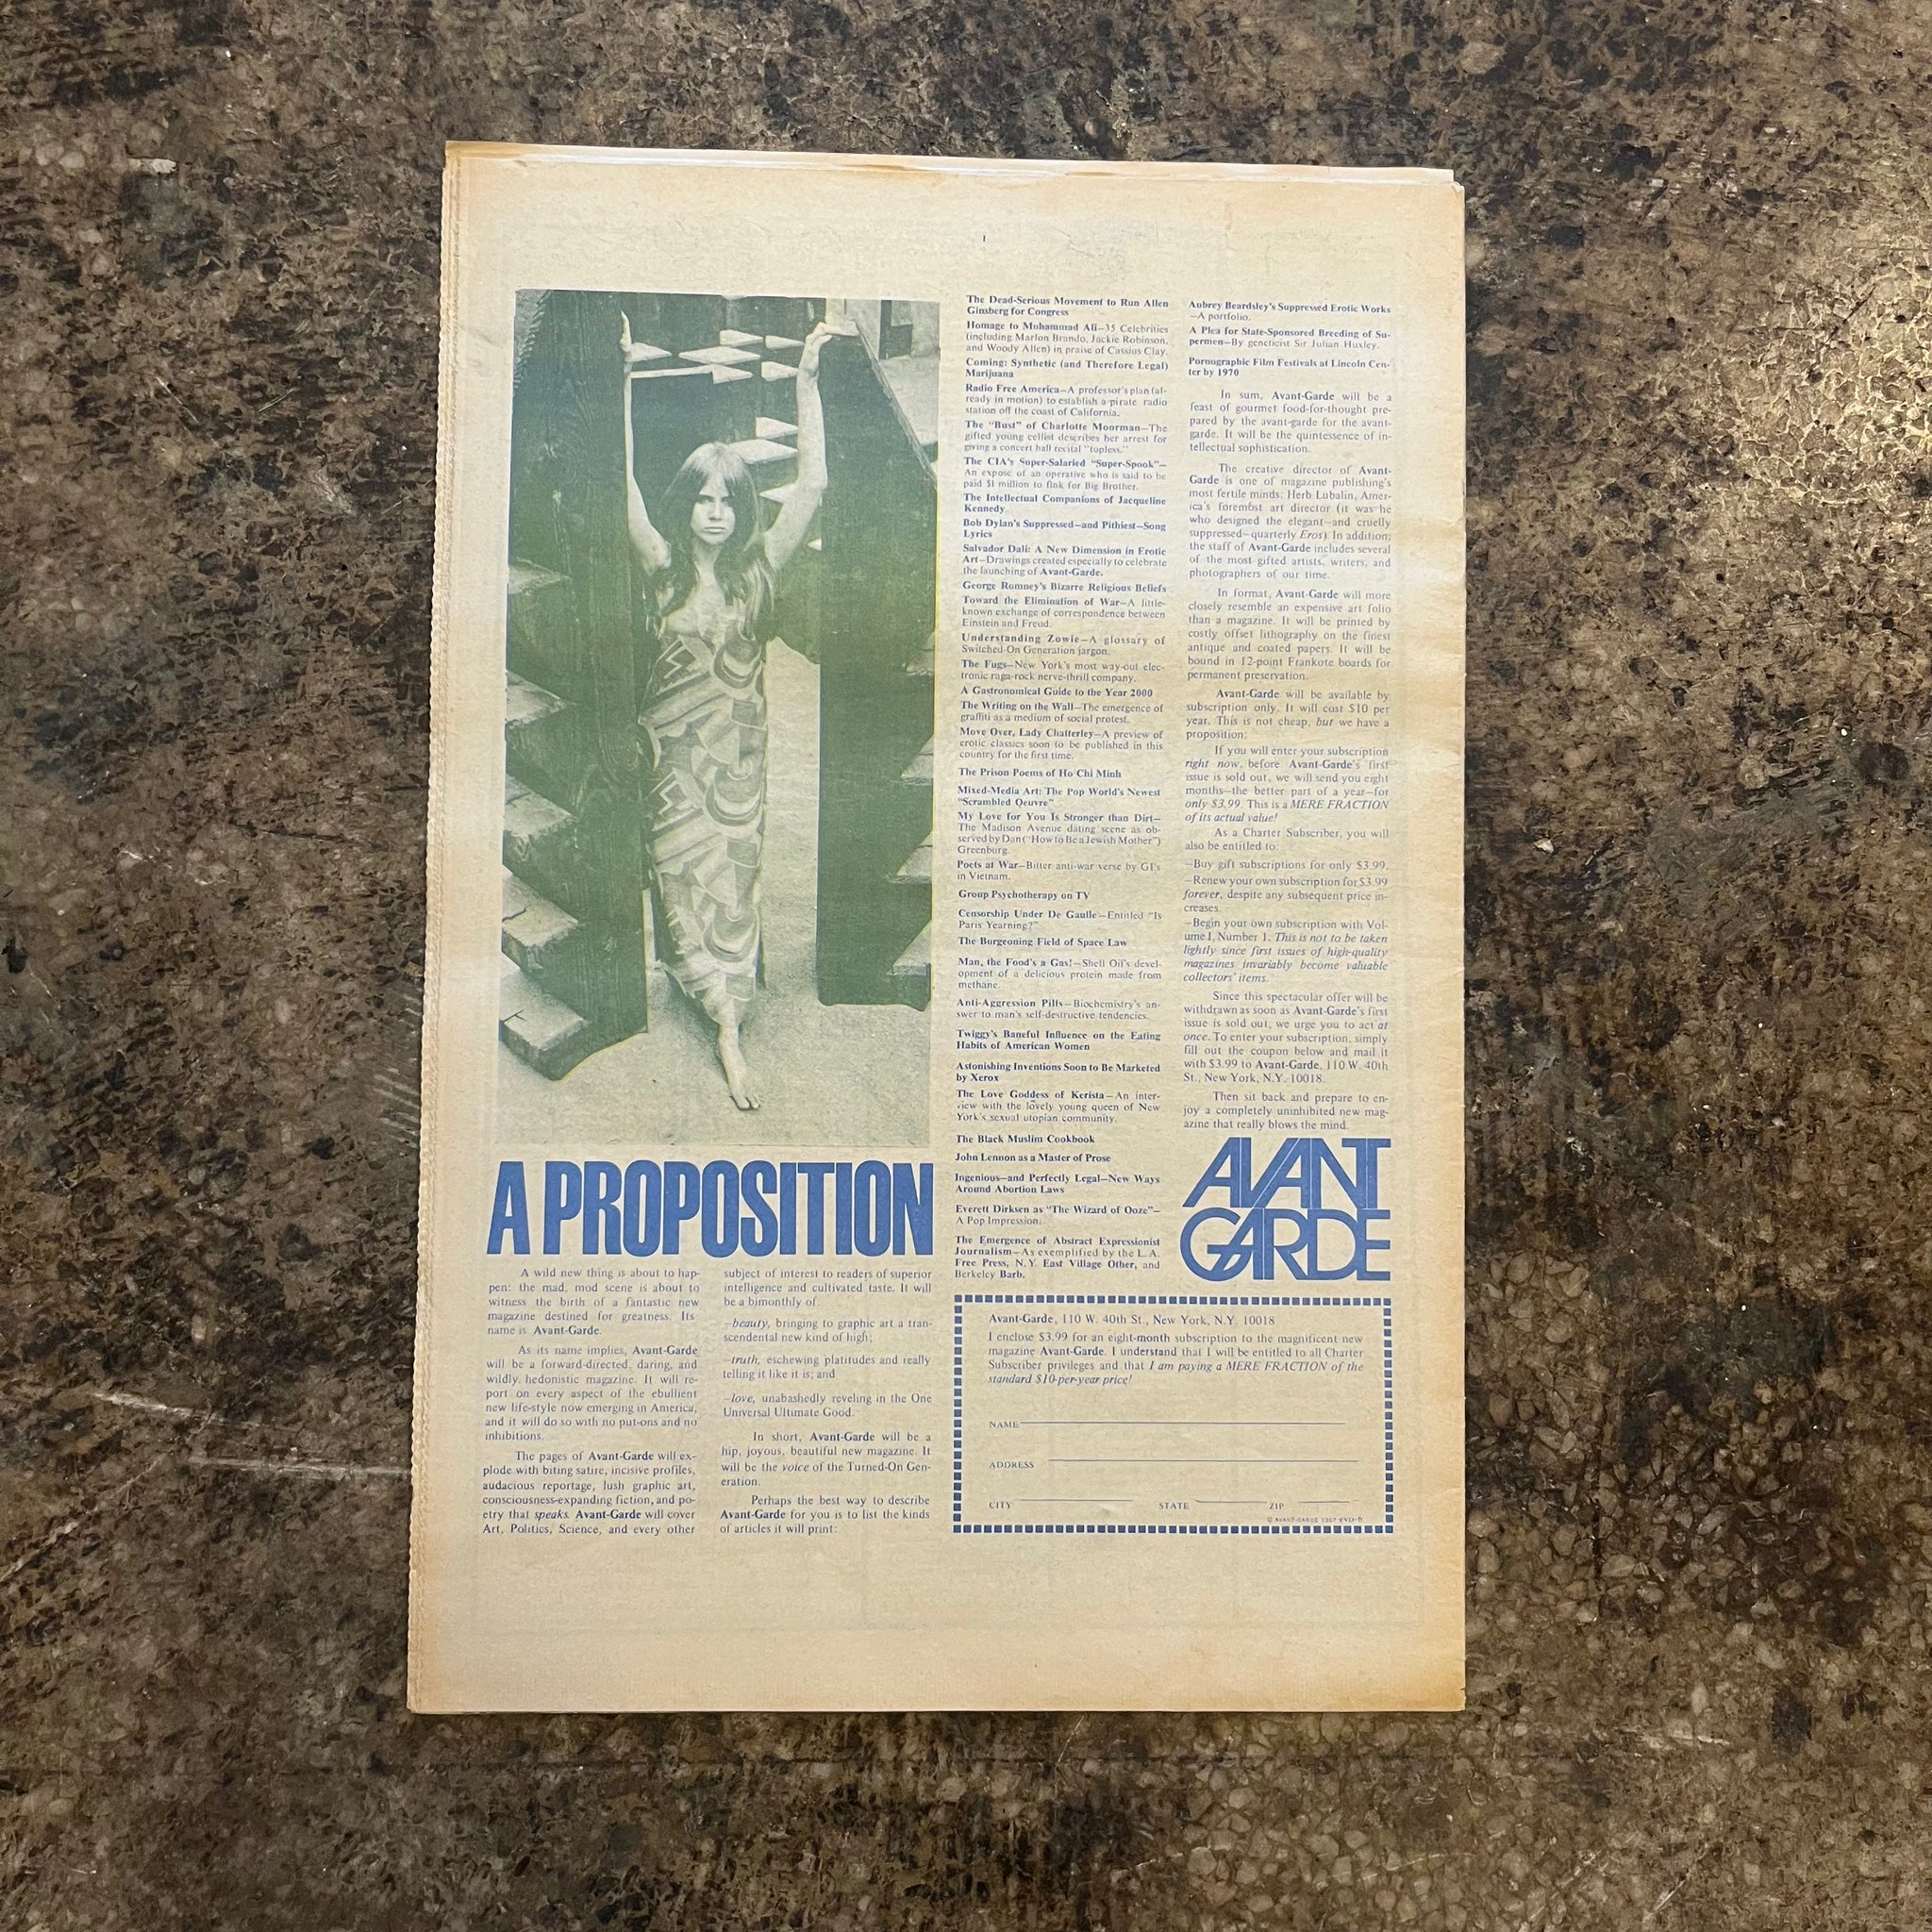 A PROPOSITION
A wild new thing is about to hap-
pen: the mad, mod scene is about to
witness the birth of a fantastic new
magazine destined for greatness. Its
name is Avant-Garde.
As its name implies, Avant-Garde
will be a forward-directed, daring, and
wildly hedonistic magazine. It will re-
port on every aspect of the ebullient
new life-style now emerging in America,
and it will do so with no put-ons and no
inhibitions.
The pages of Avant-Garde will ex-
plode with biting satire, incisive profiles,
audacious reportage, lush graphic art,
consciousness-expanding fiction, and po-
etry that speaks. Avant-Garde will cover
Art, Politics, Science, and every other
subject of interest to readers of superior
intelligence and cultivated taste. It will
be a bimonthly of:
—beauty, bringing to graphic art a tran-
scendental new kind of high;
—truth, eschewing platitudes and really
telling it like it is; and
—love, unabashedly reveling in the One
Universal Ultimate Good.
In short, Avant-Garde will be a
hip, joyous, beautiful new magazine. It
will be the voice of the Turned-On Gen-
eration.
Perhaps the best way to describe
Avant-Garde for you is to list the kinds
of articles it will print:
The Dead-Serious Movement to Run Allen
Ginsberg for Congress
Homage to Muhammad Ali—35 Celebrities
(including Marlon Brando, Jackie Robinson,
and Woody Allen) in praise of Cassius Clay.
Coming: Synthetic (and Therefore Legal)
Marijuana
Radio Free America—A professor's plan (al-
ready in motion) to establish a pirate radio
station off the coast of California.
The "Bust" of Charlotte Moorman—The
gifted young cellist describes her arrest for
giving a concert hall recital "topless."
The CIA's Super-Salaried "Super-Spook"—
An expose of an operative who is said to be
paid $1 million to fink for Big Brother.
The Intellectual Companions of Jacqueline
Kennedy
Bob Dylan's Suppressed—and Pithiest—Song
Lyrics
Salvador Dali: A New Dimension in Erotic
Art—Drawings created especially to celebrate
the launching of Avant-Garde.
George Romney's Bizarre Religious Beliefs
Toward the Elimination of War—A little-
known exchange of correspondence between
Einstein and Freud.
Understanding Zowie—A glossary of
Switched-On Generation jargon.
The Fugs—New York's most way-out elec-
tronic raga-rock nerve-thrill company.
A Gastronomical Guide to the Year 2000
The Writing on the Wall—The emergence of
graffiti as a medium of social protest.
Move Over, Lady Chatterley—A preview of
erotic classics soon to be published in this
country for the first time.
The Prison Poems of Ho Chi Minh
Mixed-Media Art: The Pop World's Newest
"Scrambled Oeuvre"
My Love for You Is Stronger than Dirt—
The Madison Avenue dating scene as ob-
served by Dan ("How to Be a Jewish Mother")
Greenburg.
Poets at War—Bitter anti-war verse by GI's
in Vietnam.
Group Psychotherapy on TV
Censorship Under De Gaulle—Entitled "Is
Paris Yearning?"
The Burgeoning Field of Space Law
Man, the Food's a Gas!—Shell Oil's devel-
opment of a delicious protein made from
methane.
Anti-Aggression Pills—Biochemistry's an-
swer to man's self-destructive tendencies.
Twiggy's Baneful Influence on the Eating
Habits of American Women
Astonishing Inventions Soon to Be Marketed
by Xerox
The Love Goddess of Kerista—An inter-
view with the lovely young queen of New
York's sexual utopian community.
The Black Muslim Cookbook
John Lennon as a Master of Prose
Ingenious—and Perfectly Legal—New Ways
Around Abortion Laws
Everett Dirksen as "The Wizard of Ooze"—
A Pop Impression.
The Emergence of Abstract Expressionist
Journalism—As exemplified by the L.A.
Free Press, N.Y. East Village Other, and
Berkeley Barb.
Aubrey Beardsley's Suppressed Erotic Works
—A portfolio.
A Plea for State-Sponsored Breeding of Su-
permen—By geneticist Sir Julian Huxley.
Pornographic Film Festivals at Lincoln Cen-
ter by 1970
In sum, Avant-Garde will be a
feast of gourmet food-for-thought pre-
pared by the avant-garde for the avant-
garde. It will be the quintessence of in-
tellectual sophistication.
The creative director of Avant-
Garde is one of magazine publishing's
most fertile minds: Herb Lubalin, Amer-
ica's foremost art director (it was he
who designed the elegant—and cruelly
suppressed—quarterly Eros). In addition,
the staff of Avant-Garde includes several
of the most gifted artists, writers, and
photographers of our time.
In format, Avant-Garde will more
closely resemble an expensive art folio
than a magazine. It will be printed by
costly offset lithography on the finest
antique and coated papers. It will be
bound in 12-point Frankote boards for
permanent preservation.
Avant-Garde will be available by
subscription only. It will cost $10 per
year. This is not cheap, but we have a
proposition:
If you will enter your subscription
right now, before Avant-Garde's first
issue is sold out, we will send you eight
months—the better part of a year—for
only $3.99. This is a MERE FRACTION
of its actual value!
As a Charter Subscriber, you will
also be entitled to:
—Buy gift subscriptions for only $3.99.
—Renew your own subscription for $3.99
forever, despite any subsequent price in-
creases.
—Begin your own subscription with Vol-
ume I, Number 1. This is not to be taken
lightly since first issues of high-quality
magazines invariably become valuable
collectors' items.
Since this spectacular offer will be
withdrawn as soon as Avant-Garde's first
issue is sold out, we urge you to act at
once. To enter your subscription, simply
fill out the coupon below and mail it
with $3.99 to Avant-Garde, 110 W. 40th
St., New York, N.Y. 10018.
Then sit back and prepare to en-
joy a completely uninhibited new mag-
azine that really blows the mind.
AVANT
GARDE
Avant-Garde, 110 W. 40th St., New York, N.Y. 10018
I enclose $3.99 for an eight-month subscription to the magnificent new
magazine Avant-Garde. I understand that I will be entitled to all Charter
Subscriber privileges and that I am paying a MERE FRACTION of the
standard $10-per-year price!
NAME
ADDRESS
CITY STATE ZIP
© AVANT-GARDE 1967 EVO-6